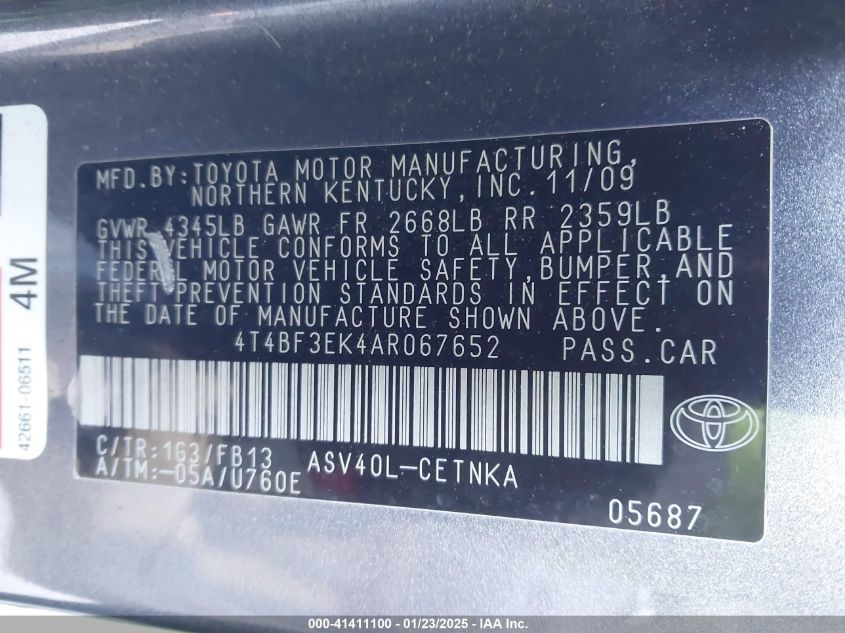 MFD.BY:TOYOTA MOTOR MANUFACTURING,
NORTHERN KENTUCKY,INC.11/09
GVWR 4345LB GAWR FR 2668LB RR 2359LB
THIS VEHICLE CONFORMS TO ALL APPLICABLE
FEDERAL MOTOR VEHICLE SAFETY,BUMPER,AND
THEFT PREVENTION STANDARDS IN EFFECT ON
THE DATE OF MANUFACTURE SHOWN ABOVE.
4T4BF3EK4AR067652 PASS.CAR
C/TR:163/FB13 ASV40L-CETNKA
A/TM:-05A/U760E
05687
42661-06511 4M
000-41411100 - 01/23/2025 - IAA Inc.